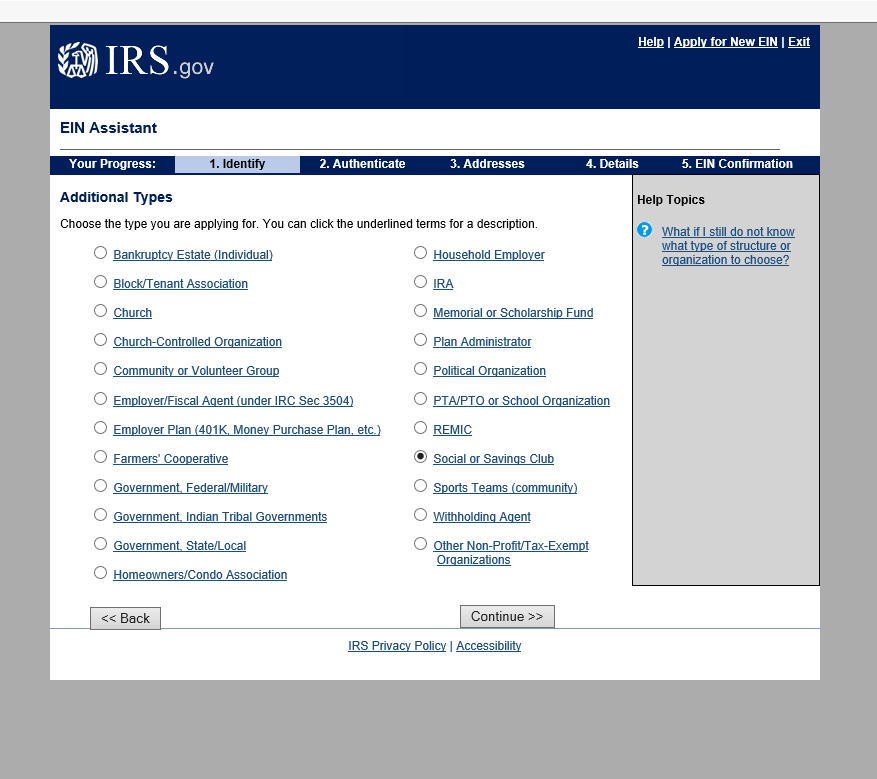 IRS.gov
Help | Apply for New EIN | Exit
EIN Assistant
Your Progress: 1. Identify 2. Authenticate 3. Addresses 4. Details 5. EIN Confirmation
Additional Types
Choose the type you are applying for. You can click the underlined terms for a description.
Bankruptcy Estate (Individual)
Block/Tenant Association
Church
Church-Controlled Organization
Community or Volunteer Group
Employer/Fiscal Agent (under IRC Sec 3504)
Employer Plan (401K, Money Purchase Plan, etc.)
Farmers' Cooperative
Government, Federal/Military
Government, Indian Tribal Governments
Government, State/Local
Homeowners/Condo Association
Household Employer
IRA
Memorial or Scholarship Fund
Plan Administrator
Political Organization
PTA/PTO or School Organization
REMIC
Social or Savings Club
Sports Teams (community)
Withholding Agent
Other Non-Profit/Tax-Exempt
Organizations
Help Topics
?
What if I still do not know
what type of structure or
organization to choose?
<< Back
Continue >>
IRS Privacy Policy | Accessibility